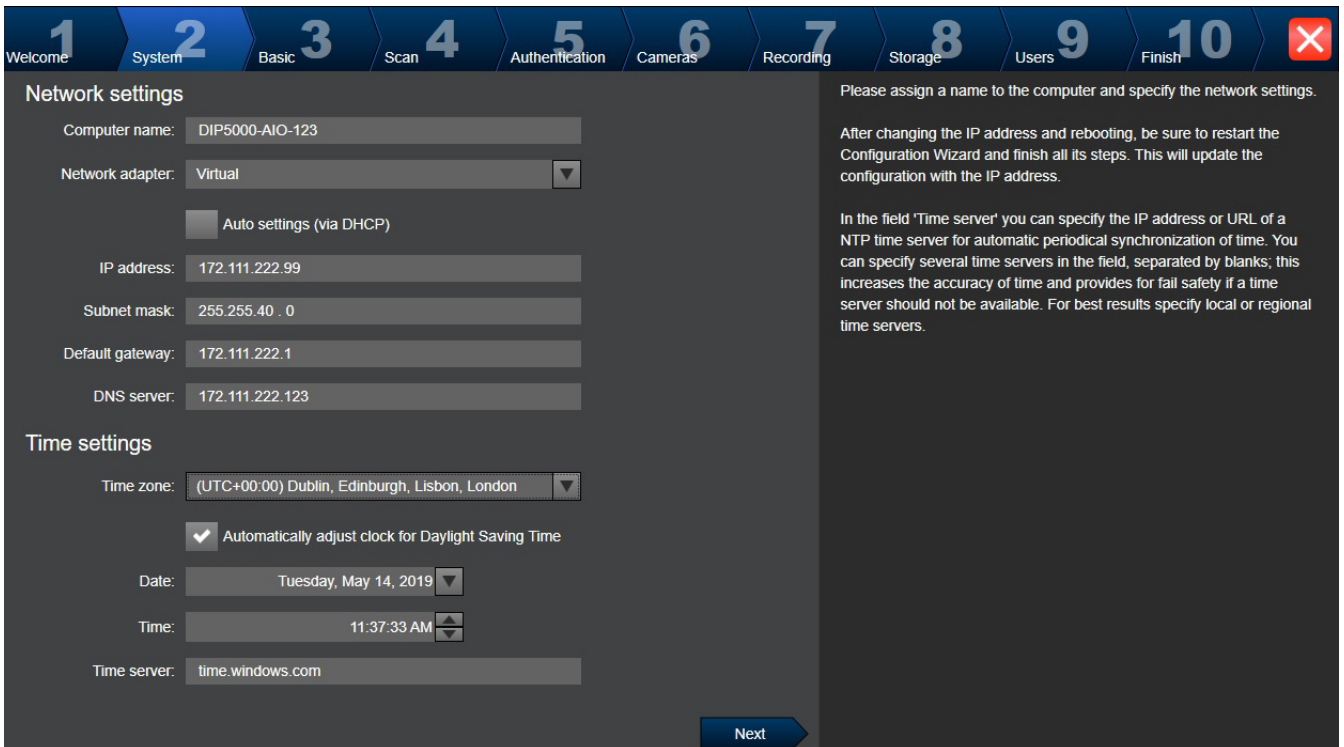 1 Welcome
2 System
3 Basic
4 Scan
5 Authentication
6 Cameras
7 Recording
8 Storage
9 Users
10 Finish
Network settings
Computer name: DIP5000-AIO-123
Network adapter: Virtual
Auto settings (via DHCP)
IP address: 172.111.222.99
Subnet mask: 255.255.40 . 0
Default gateway: 172.111.222.1
DNS server: 172.111.222.123
Time settings
Time zone: (UTC+00:00) Dublin, Edinburgh, Lisbon, London
Automatically adjust clock for Daylight Saving Time
Date: Tuesday, May 14, 2019
Time: 11:37:33 AM
Time server: time.windows.com
Next
Please assign a name to the computer and specify the network settings.
After changing the IP address and rebooting, be sure to restart the
Configuration Wizard and finish all its steps. This will update the
configuration with the IP address.
In the field 'Time server' you can specify the IP address or URL of a
NTP time server for automatic periodical synchronization of time. You
can specify several time servers in the field, separated by blanks; this
increases the accuracy of time and provides for fail safety if a time
server should not be available. For best results specify local or regional
time servers.